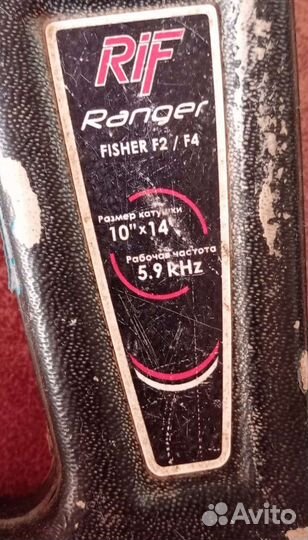 RIF
Ranger
FISHER F2 / F4
Размер катушки
10"x14"
Рабочая частота
5.9 kHz
Avito